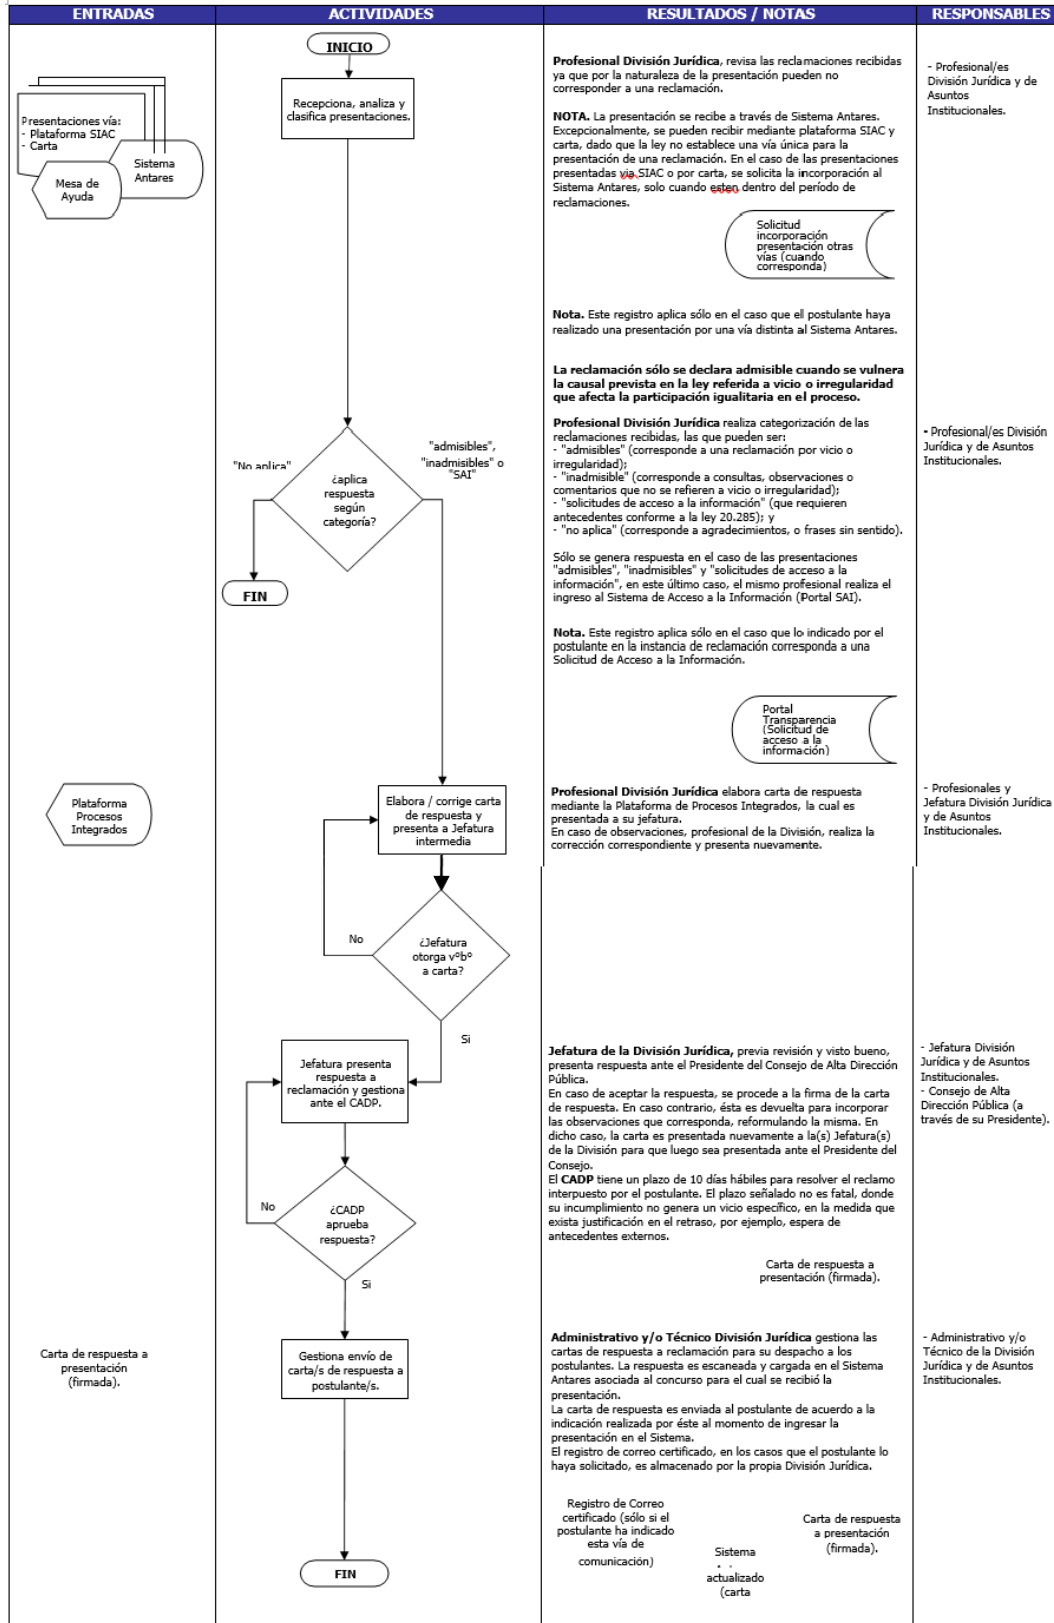 ENTRADAS
ACTIVIDADES
RESULTADOS / NOTAS
RESPONSABLES
INICIO
Recepciona, analiza y
clasifica presentaciones.
Presentaciones vía:
- Plataforma SIAC
- Carta
Sistema
Antares
Mesa de
Ayuda
Profesional División Jurídica, revisa las reclamaciones recibidas
ya que por la naturaleza de la presentación pueden no
corresponder a una reclamación.
NOTA. La presentación se recibe a través de Sistema Antares.
Excepcionalmente, se pueden recibir mediante plataforma SIAC y
carta, dado que la ley no establece una vía única para la
presentación de una reclamación. En el caso de las presentaciones
presentadas via SIAC o por carta, se solicita la incorporación al
Sistema Antares, solo cuando esten dentro del período de
reclamaciones.
- Profesional/es
División Jurídica y de
Asuntos
Institucionales.
Solicitud
incorporación
presentación otras
vías (cuando
corresponda)
Nota. Este registro aplica sólo en el caso que el postulante haya
realizado una presentación por una vía distinta al Sistema Antares.
La reclamación sólo se declara admisible cuando se vulnera
la causal prevista en la ley referida a vicio o irregularidad
que afecta la participación igualitaria en el proceso.
"No aplica"
¿aplica
respuesta
según
categoría?
"admisibles",
"inadmisibles" o
"SAI"
FIN
Profesional División Jurídica realiza categorización de las
reclamaciones recibidas, las que pueden ser:
- "admisibles" (corresponde a una reclamación por vicio o
irregularidad);
- "inadmisible" (corresponde a consultas, observaciones o
comentarios que no se refieren a vicio o irregularidad);
- "solicitudes de acceso a la información" (que requieren
antecedentes conforme a la ley 20.285); y
- "no aplica" (corresponde a agradecimientos, o frases sin sentido).
Sólo se genera respuesta en el caso de las presentaciones
"admisibles", "inadmisibles" y "solicitudes de acceso a la
información", en este último caso, el mismo profesional realiza el
ingreso al Sistema de Acceso a la Información (Portal SAI).
Nota. Este registro aplica sólo en el caso que lo indicado por el
postulante en la instancia de reclamación corresponda a una
Solicitud de Acceso a la Información.
- Profesional/es División
Jurídica y de Asuntos
Institucionales.
Portal
Transparencia
(Solicitud de
acceso a la
información)
Plataforma
Procesos
Integrados
Elabora / corrige carta
de respuesta y
presenta a Jefatura
intermedia
Profesional División Jurídica elabora carta de respuesta
mediante la Plataforma de Procesos Integrados, la cual es
presentada a su jefatura.
En caso de observaciones, profesional de la División, realiza la
corrección correspondiente y presenta nuevamente.
- Profesionales y
Jefatura División Jurídica
y de Asuntos
Institucionales.
No
¿Jefatura
otorga vºbº
a carta?
Si
Jefatura presenta
respuesta a
reclamación y gestiona
ante el CADP.
No
¿CADP
aprueba
respuesta?
Si
Jefatura de la División Jurídica, previa revisión y visto bueno,
presenta respuesta ante el Presidente del Consejo de Alta Dirección
Pública.
En caso de aceptar la respuesta, se procede a la firma de la carta
de respuesta. En caso contrario, ésta es devuelta para incorporar
las observaciones que corresponda, reformulando la misma. En
dicho caso, la carta es presentada nuevamente a la(s) Jefatura(s)
de la División para que luego sea presentada ante el Presidente del
Consejo.
El CADP tiene un plazo de 10 días hábiles para resolver el reclamo
interpuesto por el postulante. El plazo señalado no es fatal, donde
su incumplimiento no genera un vicio específico, en la medida que
exista justificación en el retraso, por ejemplo, espera de
antecedentes externos.
- Jefatura División
Jurídica y de Asuntos
Institucionales.
- Consejo de Alta
Dirección Pública (a
través de su Presidente).
Carta de respuesta a
presentación (firmada).
Carta de respuesta a
presentación
(firmada).
Gestiona envío de
carta/s de respuesta a
postulante/s.
Administrativo y/o Técnico División Jurídica gestiona las
cartas de respuesta a reclamación para su despacho a los
postulantes. La respuesta es escaneada y cargada en el Sistema
Antares asociada al concurso para el cual se recibió la
presentación.
La carta de respuesta es enviada al postulante de acuerdo a la
indicación realizada por éste al momento de ingresar la
presentación en el Sistema.
El registro de correo certificado, en los casos que el postulante lo
haya solicitado, es almacenado por la propia División Jurídica.
- Administrativo y/o
Técnico de la División
Jurídica y de Asuntos
Institucionales.
Registro de Correo
certificado (sólo si el
postulante ha indicado
esta vía de
comunicación)
Sistema
actualizado
(carta
Carta de respuesta
a presentación
(firmada).
FIN